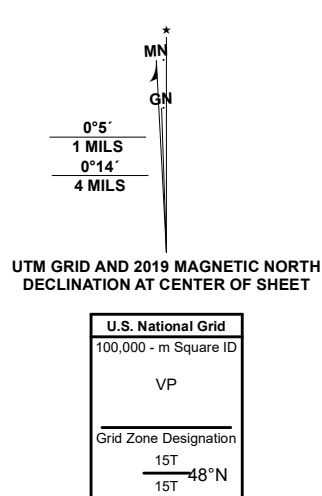 MN
GN
0°5´
1 MILS
0°14´
4 MILS
UTM GRID AND 2019 MAGNETIC NORTH
DECLINATION AT CENTER OF SHEET
U.S. National Grid
100,000 - m Square ID
VP
Grid Zone Designation
15T
48°N
15T